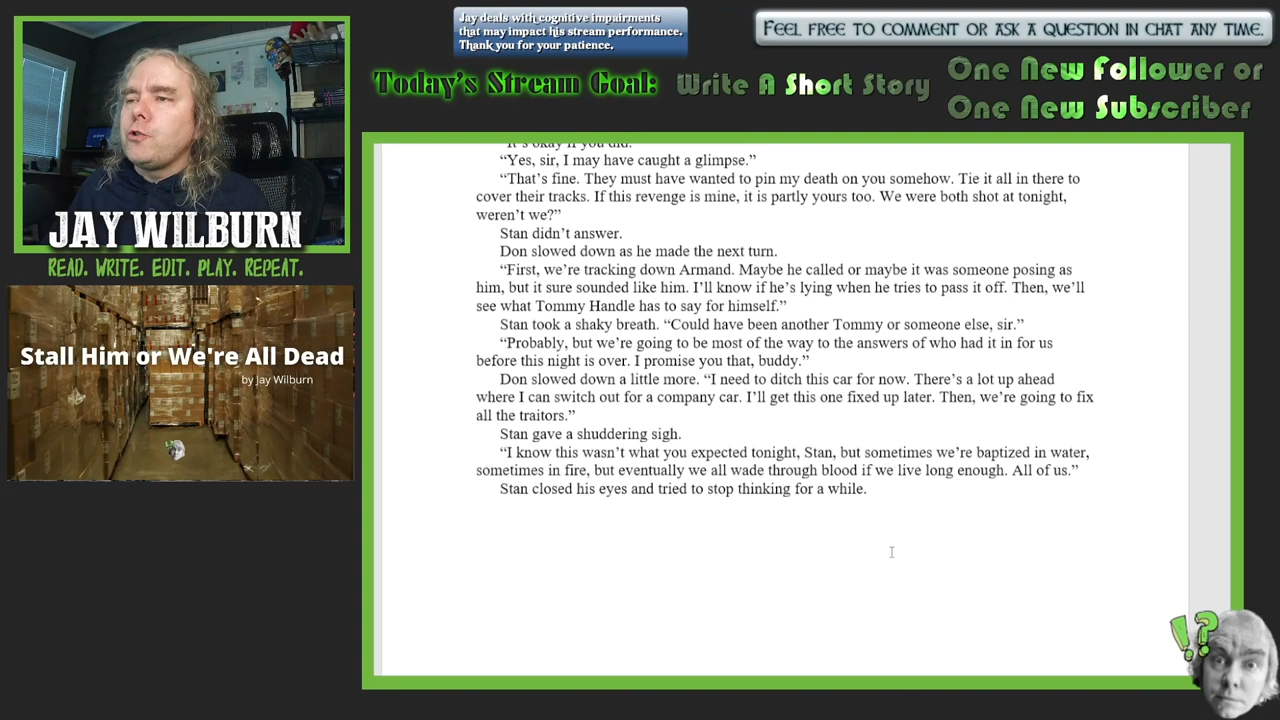 Jay deals with cognitive impairments
that may impact his stream performance.
Thank you for your patience.
Feel free to comment or ask a question in chat any time.
Today's Stream Goal:
Write A Short Story
One New Follower or
One New Subscriber
JAY WILBURN
READ. WRITE. EDIT. PLAY. REPEAT.
Stall Him or We're All Dead
by Jay Wilburn
“It’s okay if you did.
“Yes, sir, I may have caught a glimpse.”
“That’s fine. They must have wanted to pin my death on you somehow. Tie it all in there to
cover their tracks. If this revenge is mine, it is partly yours too. We were both shot at tonight,
weren’t we?”
Stan didn’t answer.
Don slowed down as he made the next turn.
“First, we’re tracking down Armand. Maybe he called or maybe it was someone posing as
him, but it sure sounded like him. I’ll know if he’s lying when he tries to pass it off. Then, we’ll
see what Tommy Handle has to say for himself.”
Stan took a shaky breath. “Could have been another Tommy or someone else, sir.”
“Probably, but we’re going to be most of the way to the answers of who had it in for us
before this night is over. I promise you that, buddy.”
Don slowed down a little more. “I need to ditch this car for now. There’s a lot up ahead
where I can switch out for a company car. I’ll get this one fixed up later. Then, we’re going to fix
all the traitors.”
Stan gave a shuddering sigh.
“I know this wasn’t what you expected tonight, Stan, but sometimes we’re baptized in water,
sometimes in fire, but eventually we all wade through blood if we live long enough. All of us.”
Stan closed his eyes and tried to stop thinking for a while.
!?